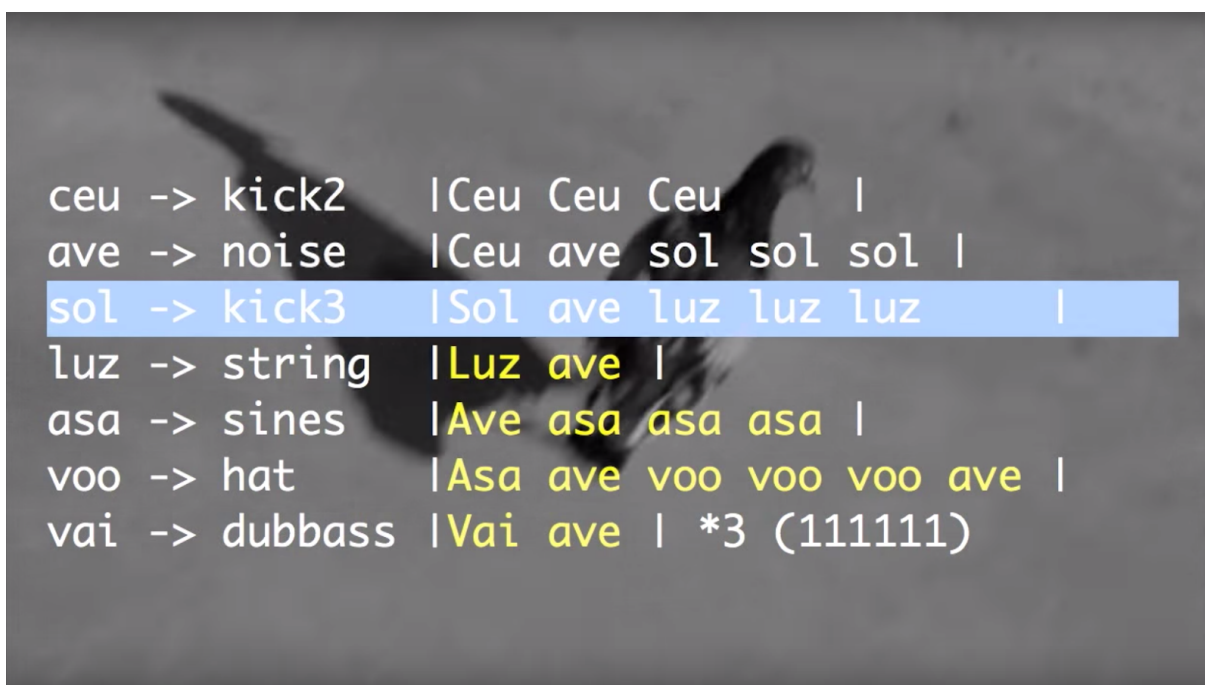 ceu -> kick2   |Ceu Ceu Ceu     |
ave -> noise   |Ceu ave sol sol sol |
sol -> kick3   |Sol ave luz luz luz     |
luz -> string  |Luz ave |
asa -> sines   |Ave asa asa asa |
voo -> hat     |Asa ave voo voo voo ave |
vai -> dubbass |Vai ave | *3 (111111)